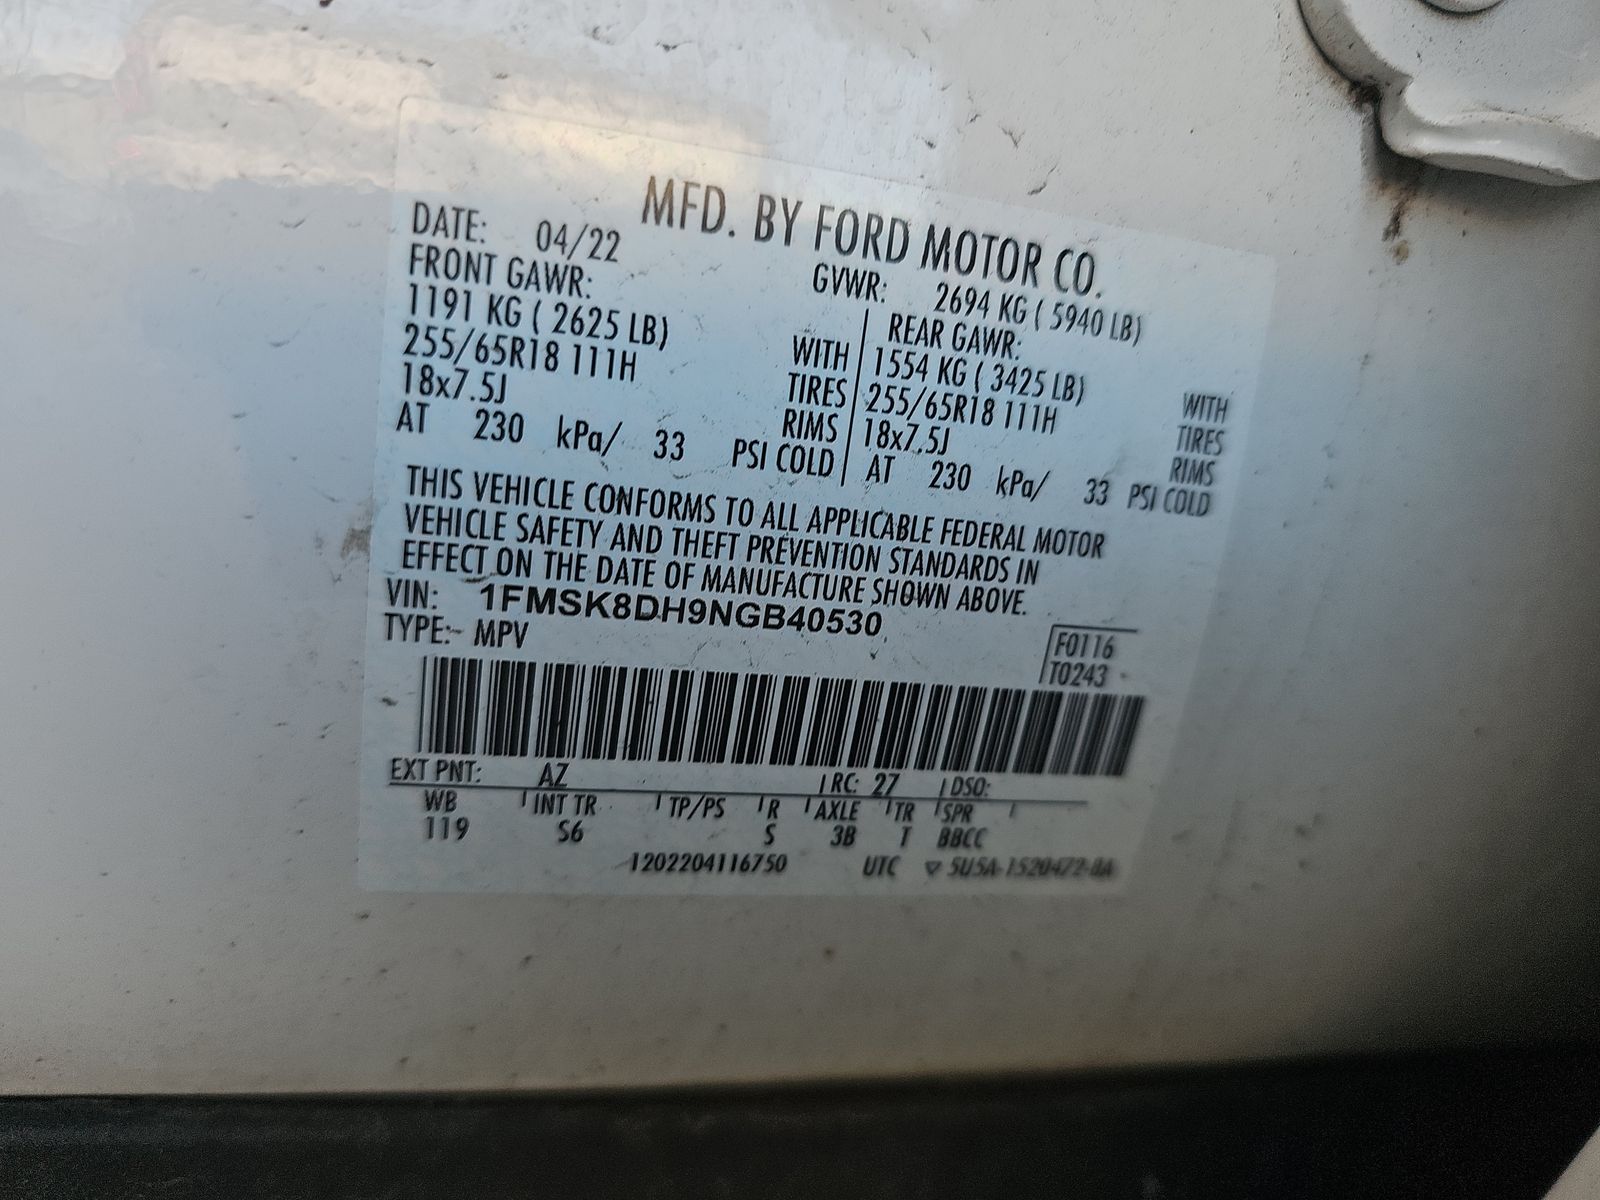 MFD. BY FORD MOTOR CO.
DATE: 04/22 GVWR: 2694 KG ( 5940 LB)
FRONT GAWR: REAR GAWR:
1191 KG ( 2625 LB) WITH 1554 KG ( 3425 LB) WITH
255/65R18 111H TIRES 255/65R18 111H TIRES
18x7.5J RIMS 18x7.5J RIMS
AT 230 kPa/ 33 PSI COLD AT 230 kPa/ 33 PSI COLD
THIS VEHICLE CONFORMS TO ALL APPLICABLE FEDERAL MOTOR
VEHICLE SAFETY AND THEFT PREVENTION STANDARDS IN
EFFECT ON THE DATE OF MANUFACTURE SHOWN ABOVE.
VIN: 1FMSK8DH9NGB40530
TYPE: MPV
F0116
T0243
EXT PNT: AZ RC: 27 DSO:
WB INT TR TP/PS R AXLE TR SPR
119 S6 S 3B T BBCC
1202204116750 UTC